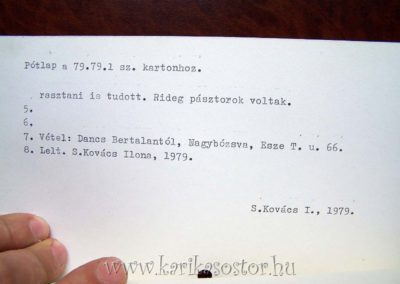 Pótlap a 79.79.1 sz. kartonhoz.
rasztani is tudott. Rideg pásztorok voltak.
5.
6.
7. Vétel: Dancs Bertalantól, Nagybózsva, Esze T. u. 66.
8. Lelt. S.Kovács Ilona, 1979.
S.Kovács I., 1979.
www.karikasostor.hu